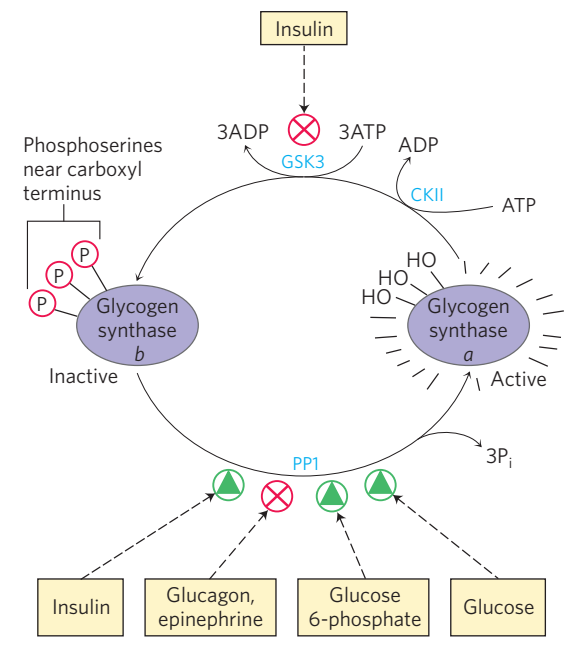 Insulin
3ADP
3ATP
GSK3
ADP
CKII
ATP
Phosphoserines
near carboxyl
terminus
P
P
P
HO
HO
HO
Glycogen
synthase
b
Inactive
Glycogen
synthase
a
Active
PP1
3Pi
Insulin
Glucagon,
epinephrine
Glucose
6-phosphate
Glucose